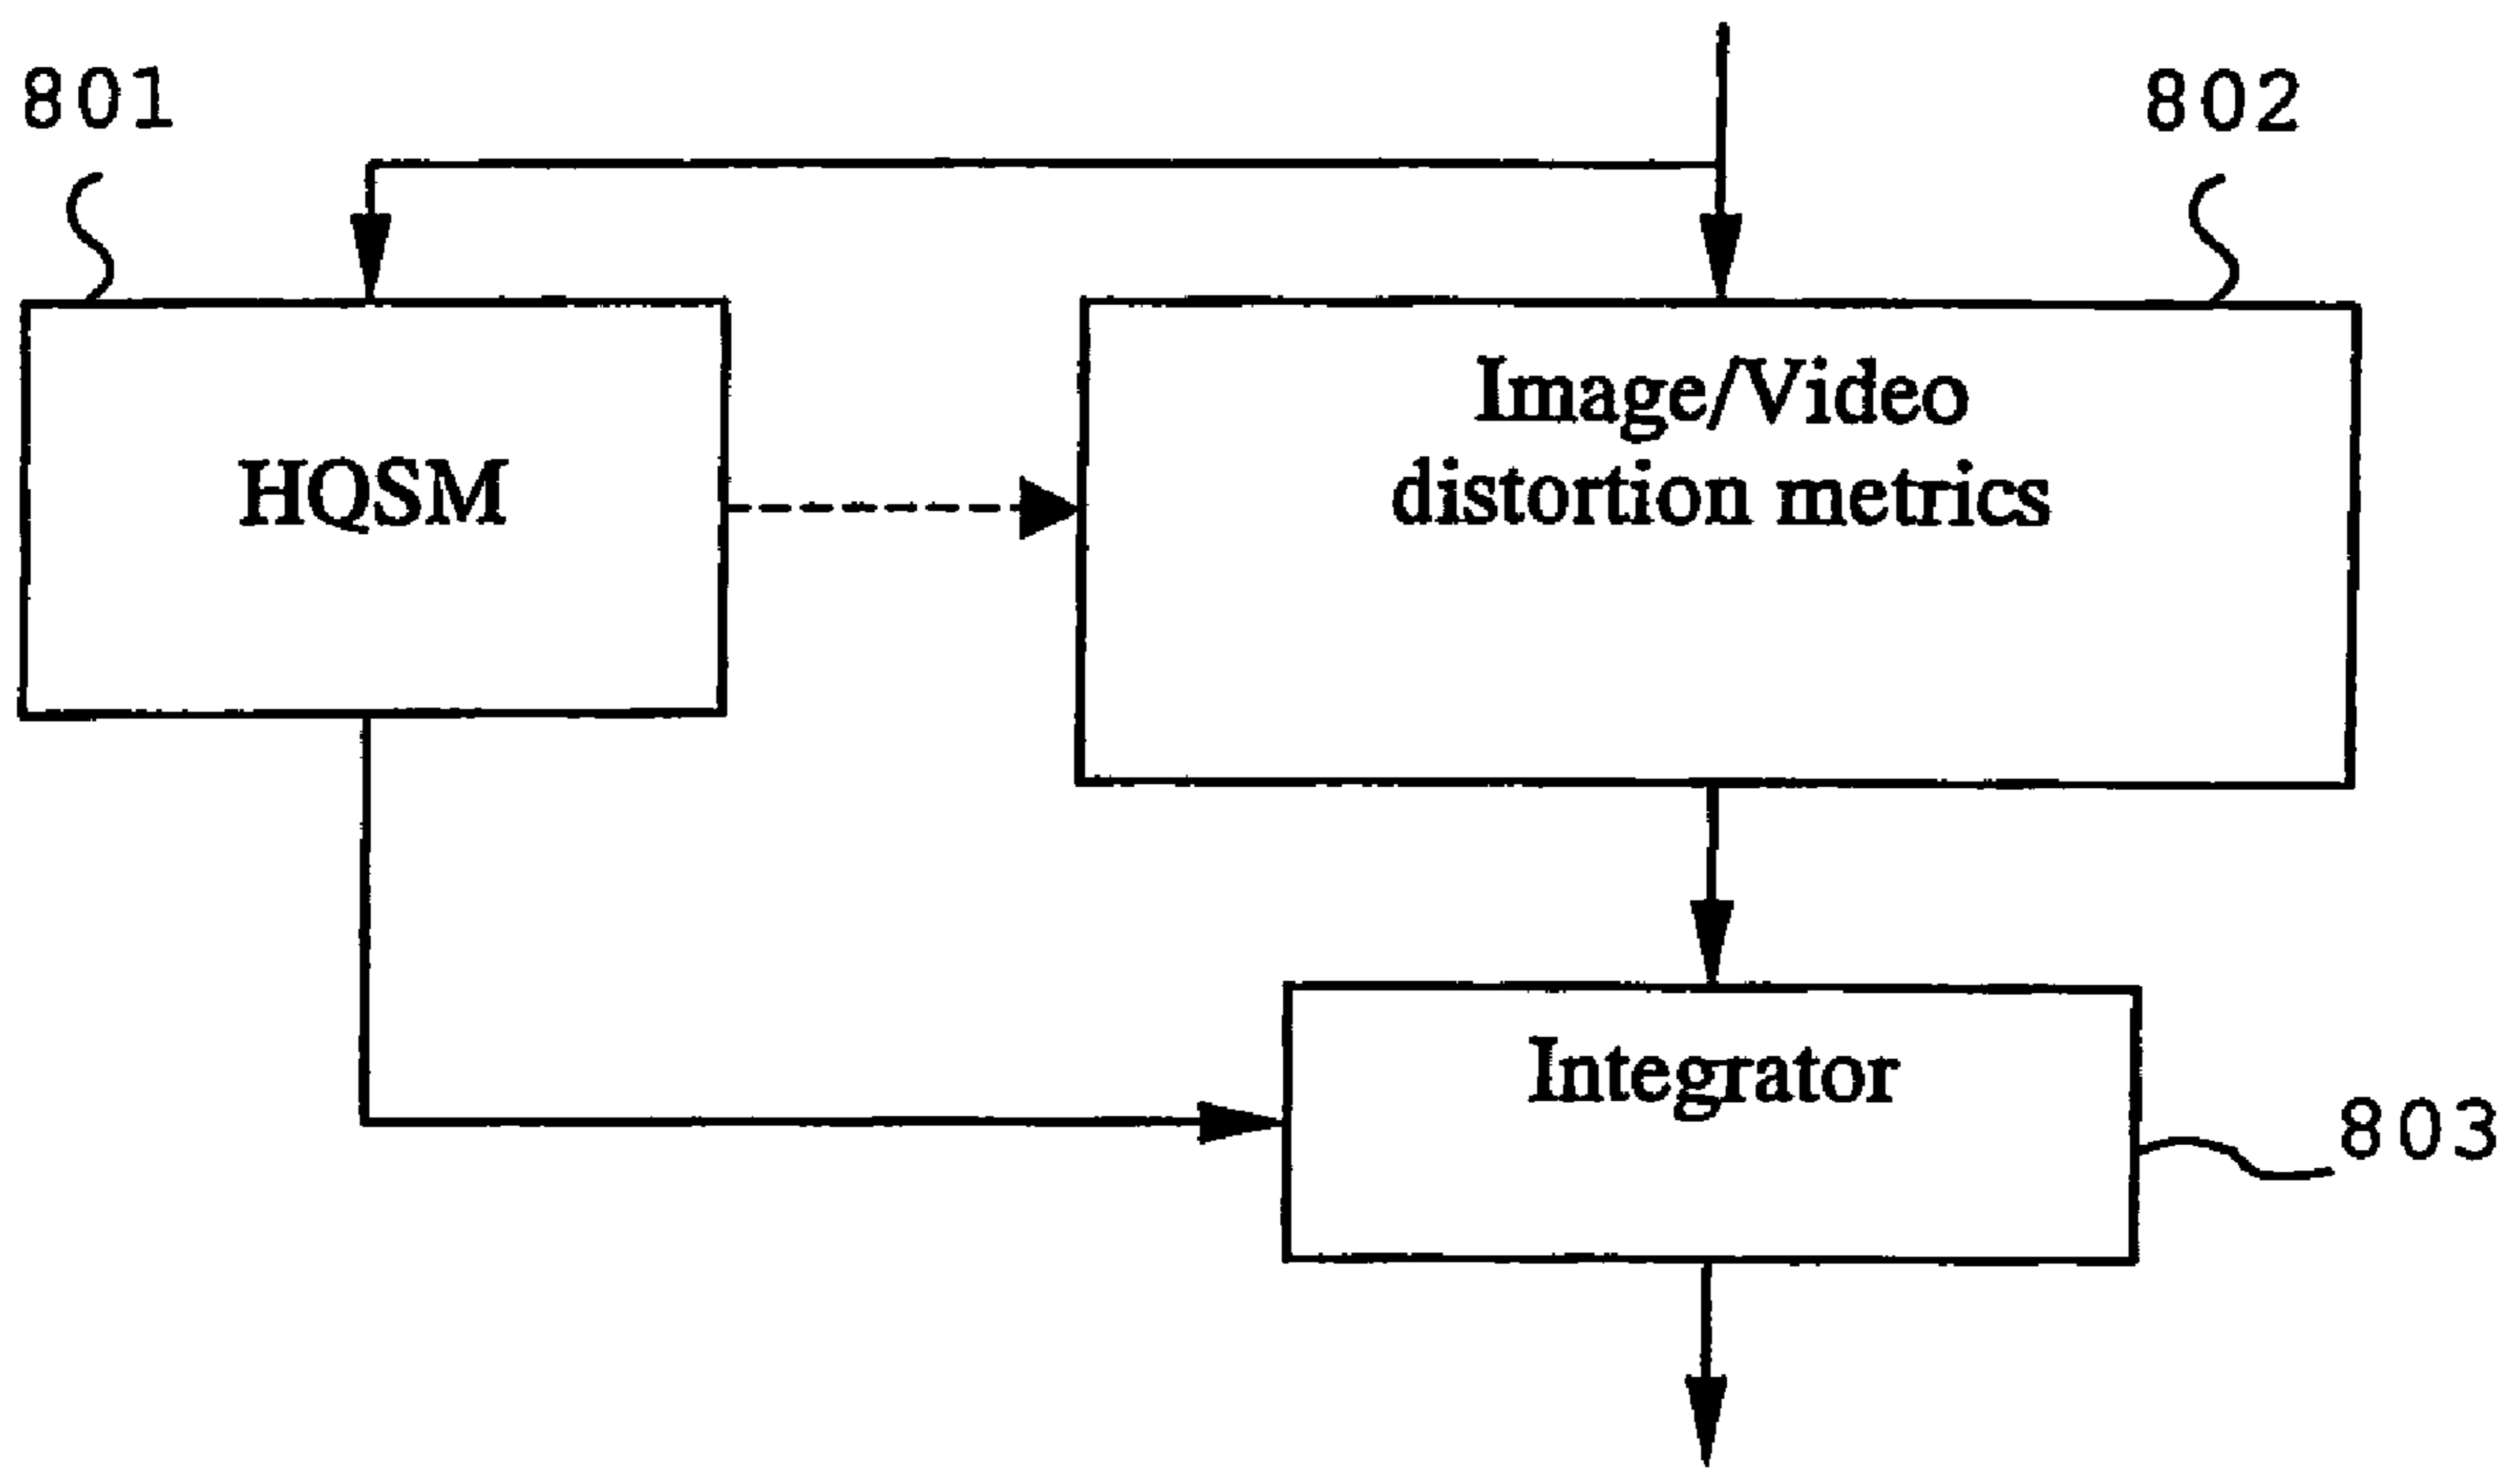 801
802
HQSM
Image/Video
distortion metrics
Integrator
803